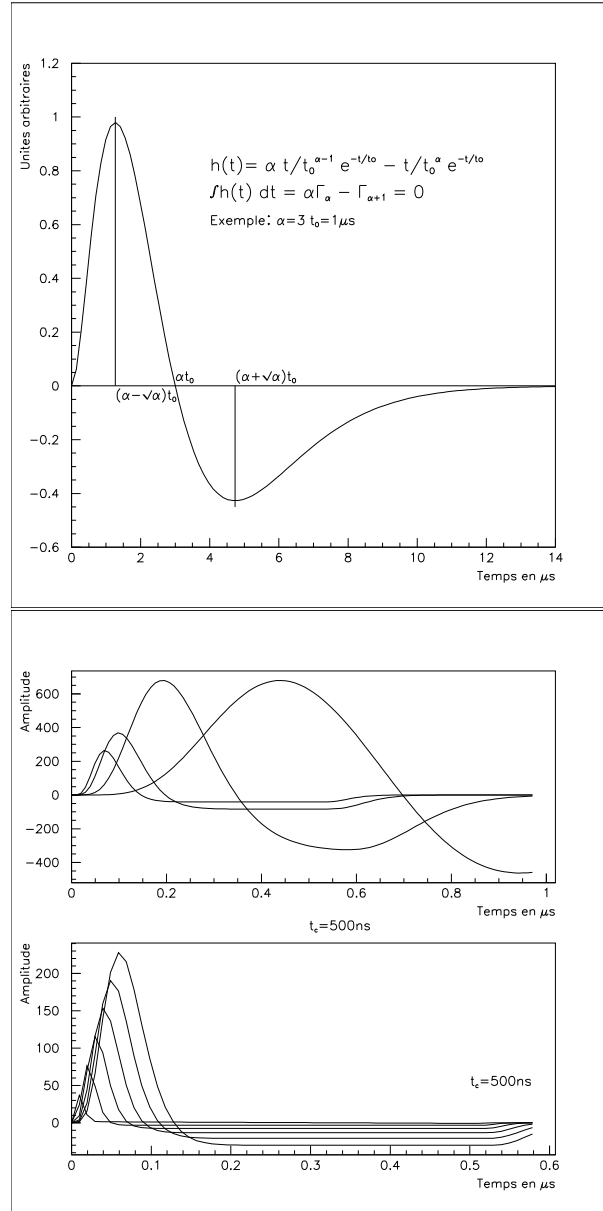 Unites arbitraires
1.2
1
0.8
0.6
0.4
0.2
0
−0.2
−0.4
−0.6
h(t)= α t/t₀^α−1 e^−t/to − t/t₀^α e^−t/to
∫h(t) dt = αΓα − Γα+1 = 0
Exemple: α=3 t₀=1μs
αt₀
(α+√α)t₀
(α−√α)t₀
0 2 4 6 8 10 12 14
Temps en μs
Amplitude
600
400
200
0
−200
−400
0 0.2 0.4 0.6 0.8 1
Temps en μs
t_c=500ns
Amplitude
200
150
100
50
0
t_c=500ns
0 0.1 0.2 0.3 0.4 0.5 0.6
Temps en μs